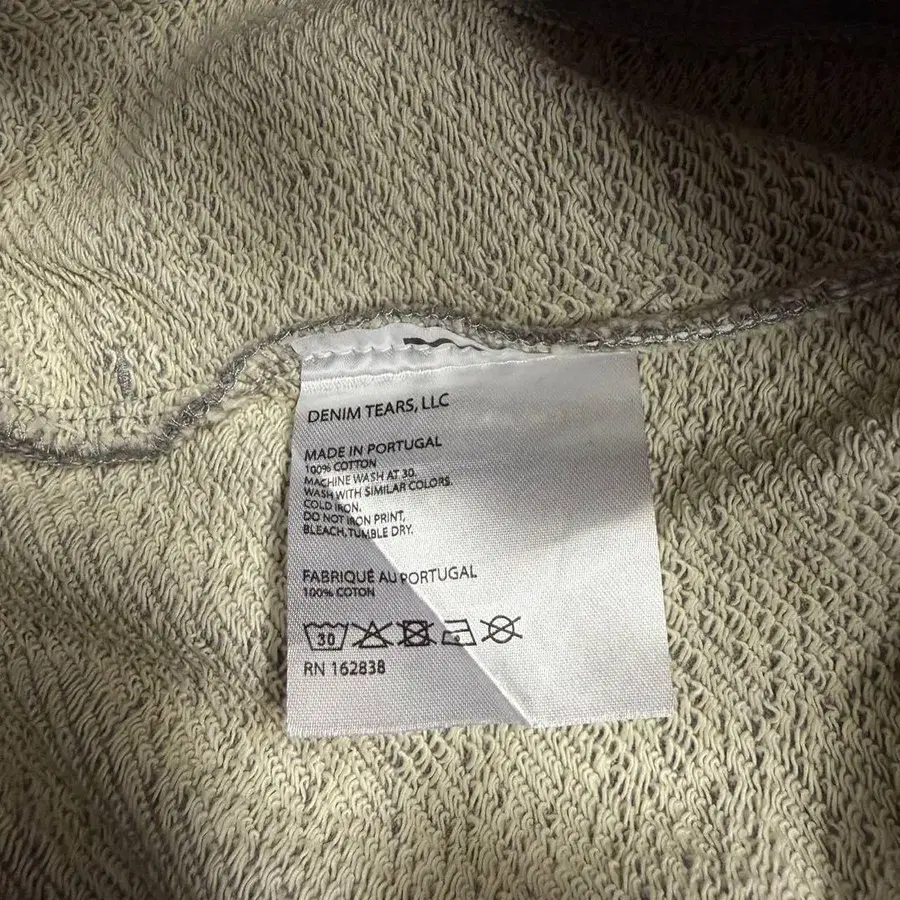 DENIM TEARS, LLC
MADE IN PORTUGAL
100% COTTON
MACHINE WASH AT 30.
WASH WITH SIMILAR COLORS.
COLD IRON.
DO NOT IRON PRINT,
BLEACH, TUMBLE DRY.
FABRIQUÉ AU PORTUGAL
100% COTON
30
RN 162838